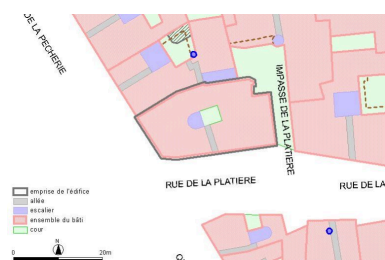 DE LA PECHERIE
IMPASSE DE LA PLATIERE
RUE DE LA PLATIERE
RUE DE LA
emprise de l'édifice
allée
escalier
ensemble du bâti
cour
N
0 20m